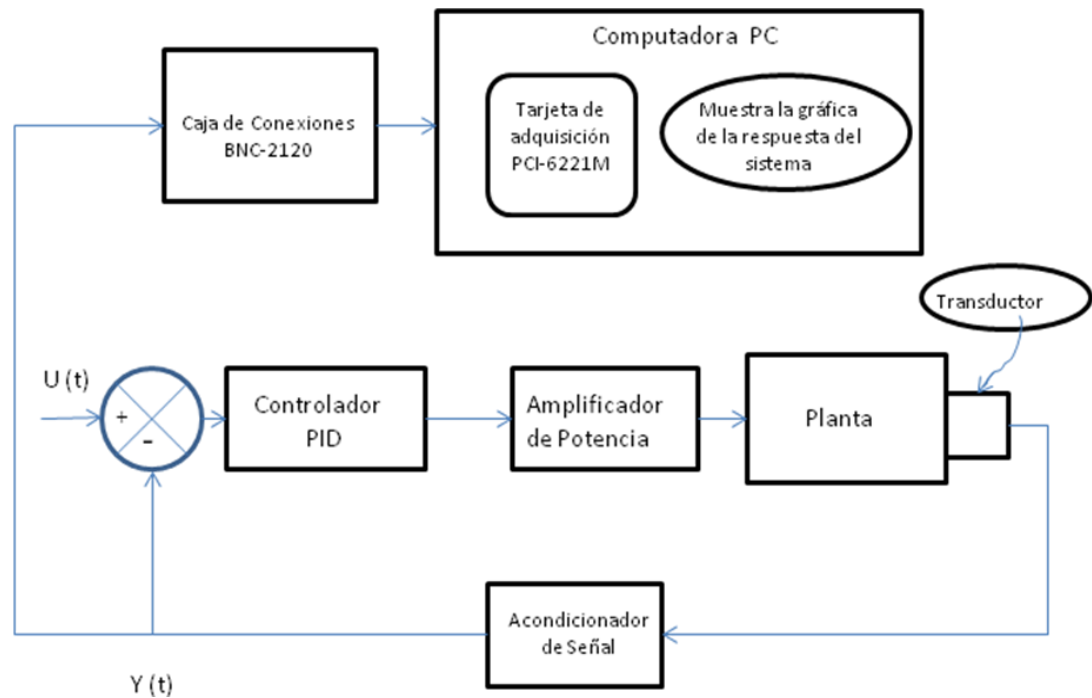 Computadora PC
Caja de Conexiones
BNC-2120
Tarjeta de
adquisición
PCI-6221M
Muestra la gráfica
de la respuesta del
sistema
Transductor
U (t)
+
-
Controlador
PID
Amplificador
de Potencia
Planta
Acondicionador
de Señal
Y (t)